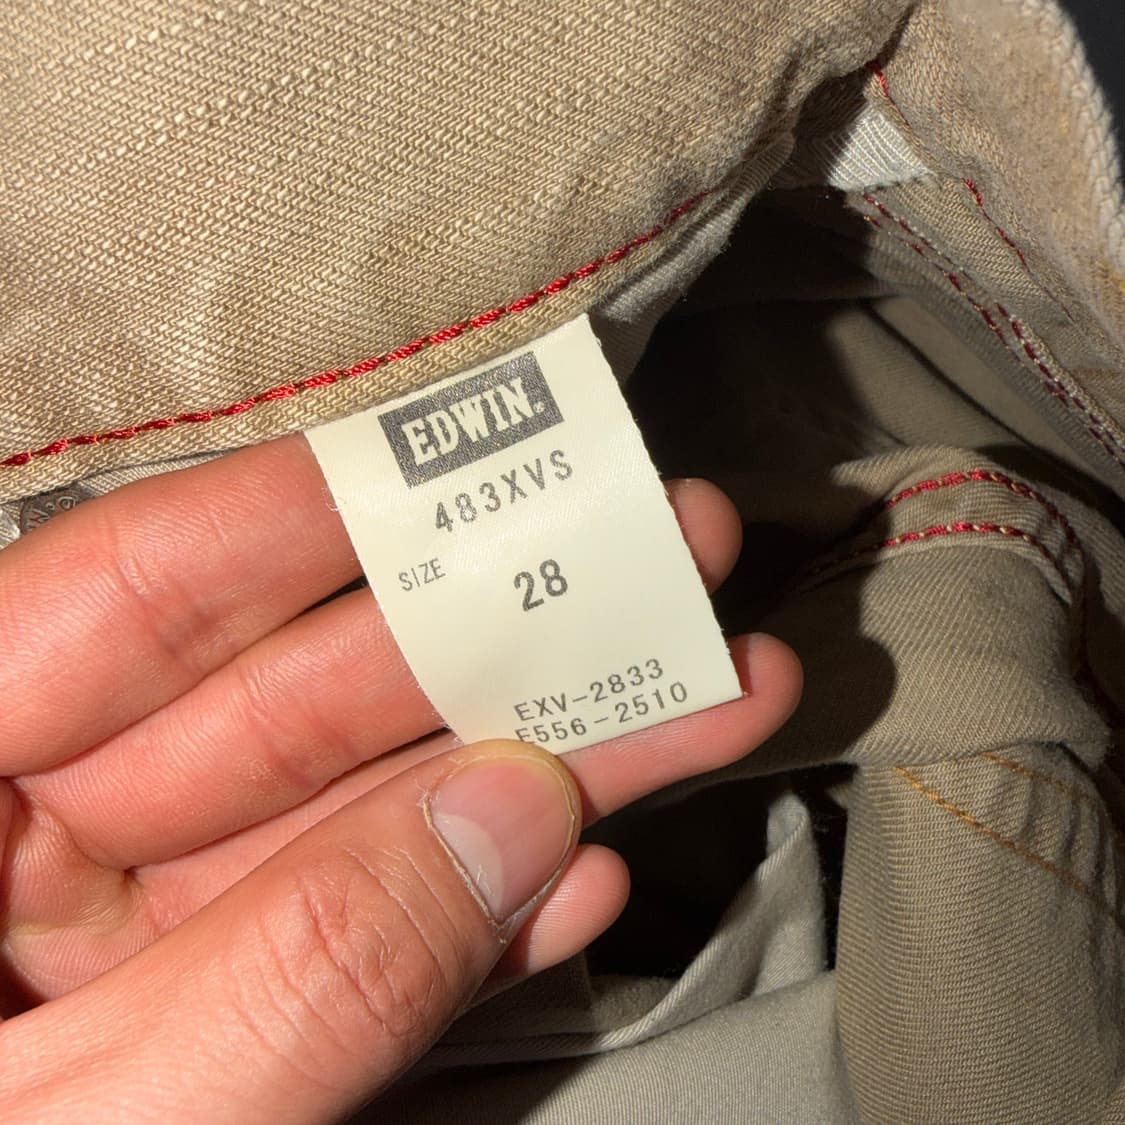 EDWIN.
483XVS
SIZE
28
EXV-2833
E556-2510